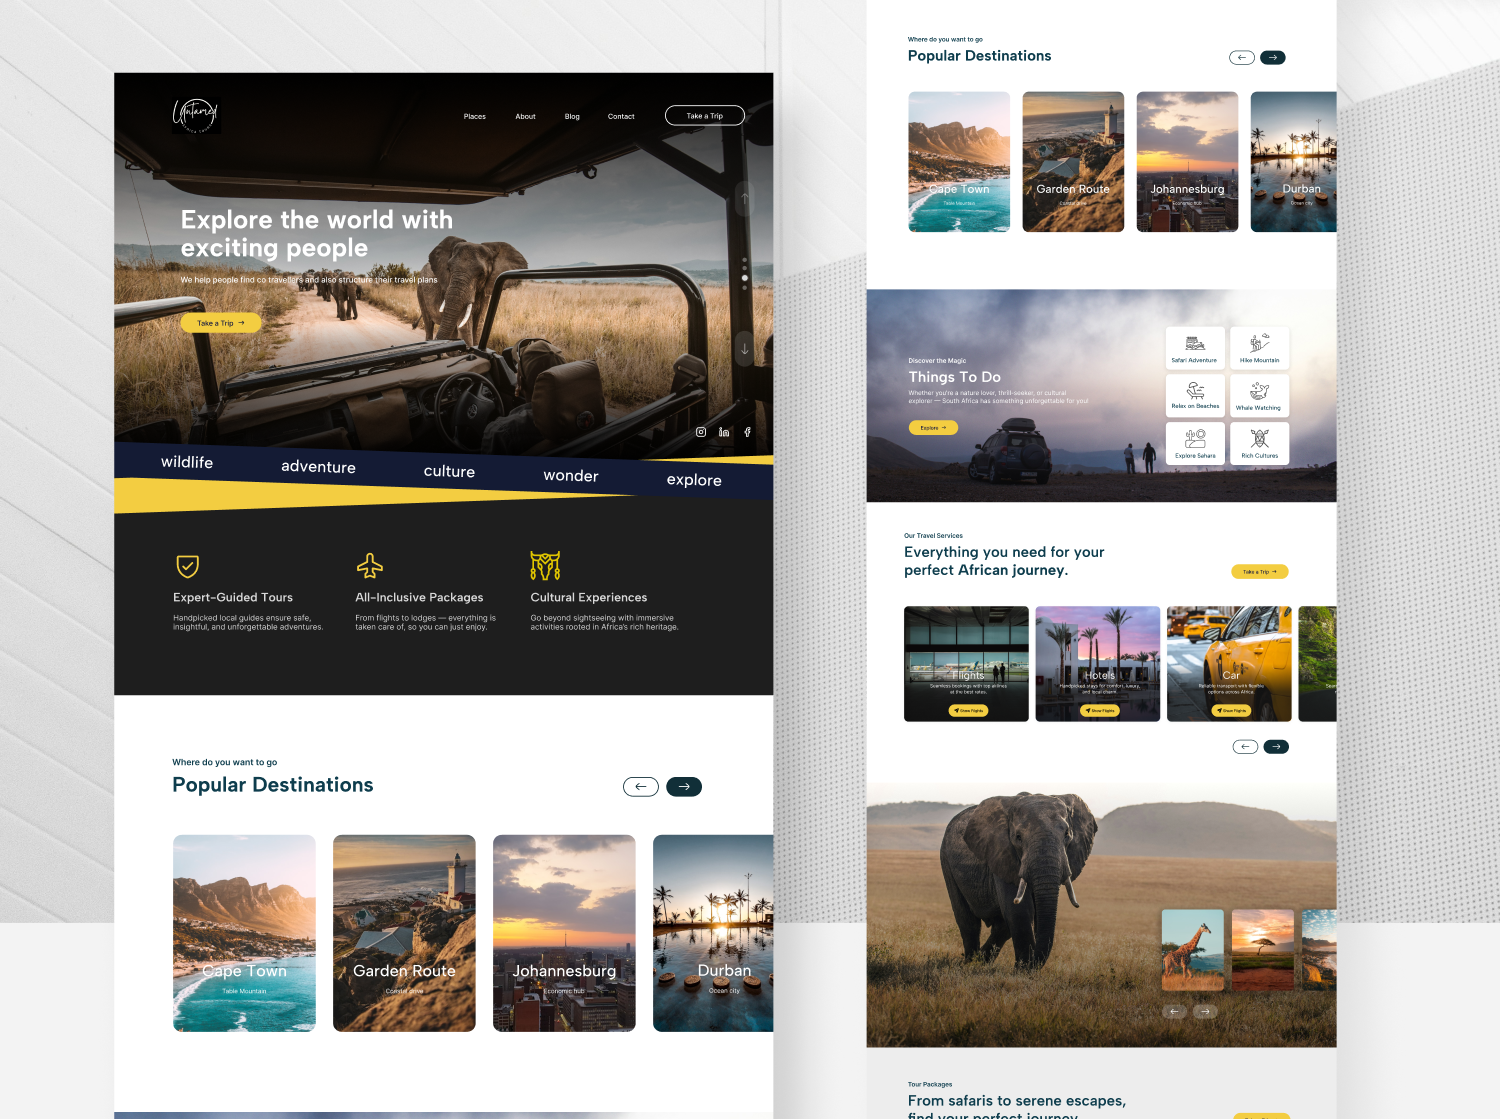 Untamed
Places
About
Blog
Contact
Take a Trip
Explore the world with
exciting people
We help people find co travellers and also structure their travel plans
Take a Trip
wildlife
adventure
culture
wonder
explore
Expert-Guided Tours
Handpicked local guides ensure safe,
insightful, and unforgettable adventures.
All-Inclusive Packages
From flights to lodges — everything is
taken care of, so you can just enjoy.
Cultural Experiences
Go beyond sightseeing with immersive
activities rooted in Africa's rich heritage.
Where do you want to go
Popular Destinations
Cape Town
Table Mountain
Garden Route
Coastal drive
Johannesburg
Economic hub
Durban
Ocean city
Where do you want to go
Popular Destinations
Cape Town
Table Mountain
Garden Route
Coastal drive
Johannesburg
Economic hub
Durban
Ocean city
Discover the Magic
Things To Do
Whether you're a nature lover, thrill-seeker, or cultural
explorer — South Africa has something unforgettable for you!
Explore
Safari Adventure
Hike Mountain
Relex on Beaches
Whale Watching
Explore Sahara
Rich Cultures
Our Travel Services
Everything you need for your
perfect African journey.
Take a Trip
Flights
Seamless bookings with top airlines
at the best rates.
Show Flights
Hotels
Handpicked stays for comfort, luxury,
and local charm.
Show Flights
Car
Reliable transport with flexible
options across Africa.
Show Flights
Tour Packages
From safaris to serene escapes,
find your perfect journey